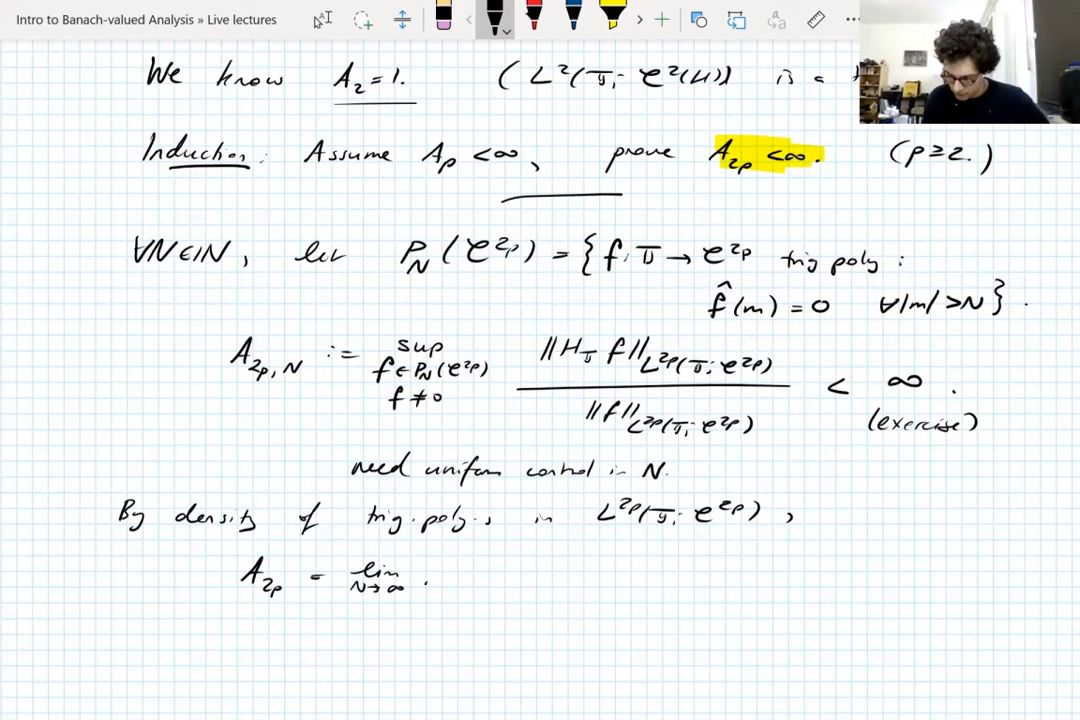 Intro to Banach-valued Analysis » Live lectures
We know A₂ = 1. (L²(𝕋; 𝒞²(H)) is a
Induction: Assume A_p < ∞, prove A_{2p} < ∞. (p ≥ 2.)
∀N∈ℕ, let P_N(𝒞^{2p}) = {f: 𝕋 → 𝒞^{2p} trig poly :
f̂(m) = 0 ∀|m| > N}.
A_{2p,N} := sup_{f∈P_N(𝒞^{2p}), f≠0} ‖H_𝕋 f‖_{L^{2p}(𝕋; 𝒞^{2p})} / ‖f‖_{L^{2p}(𝕋; 𝒞^{2p})} < ∞.
(exercise)
need uniform control in N.
By density of trig. polys in L^{2p}(𝕋; 𝒞^{2p}),
A_{2p} = lim_{N→∞}